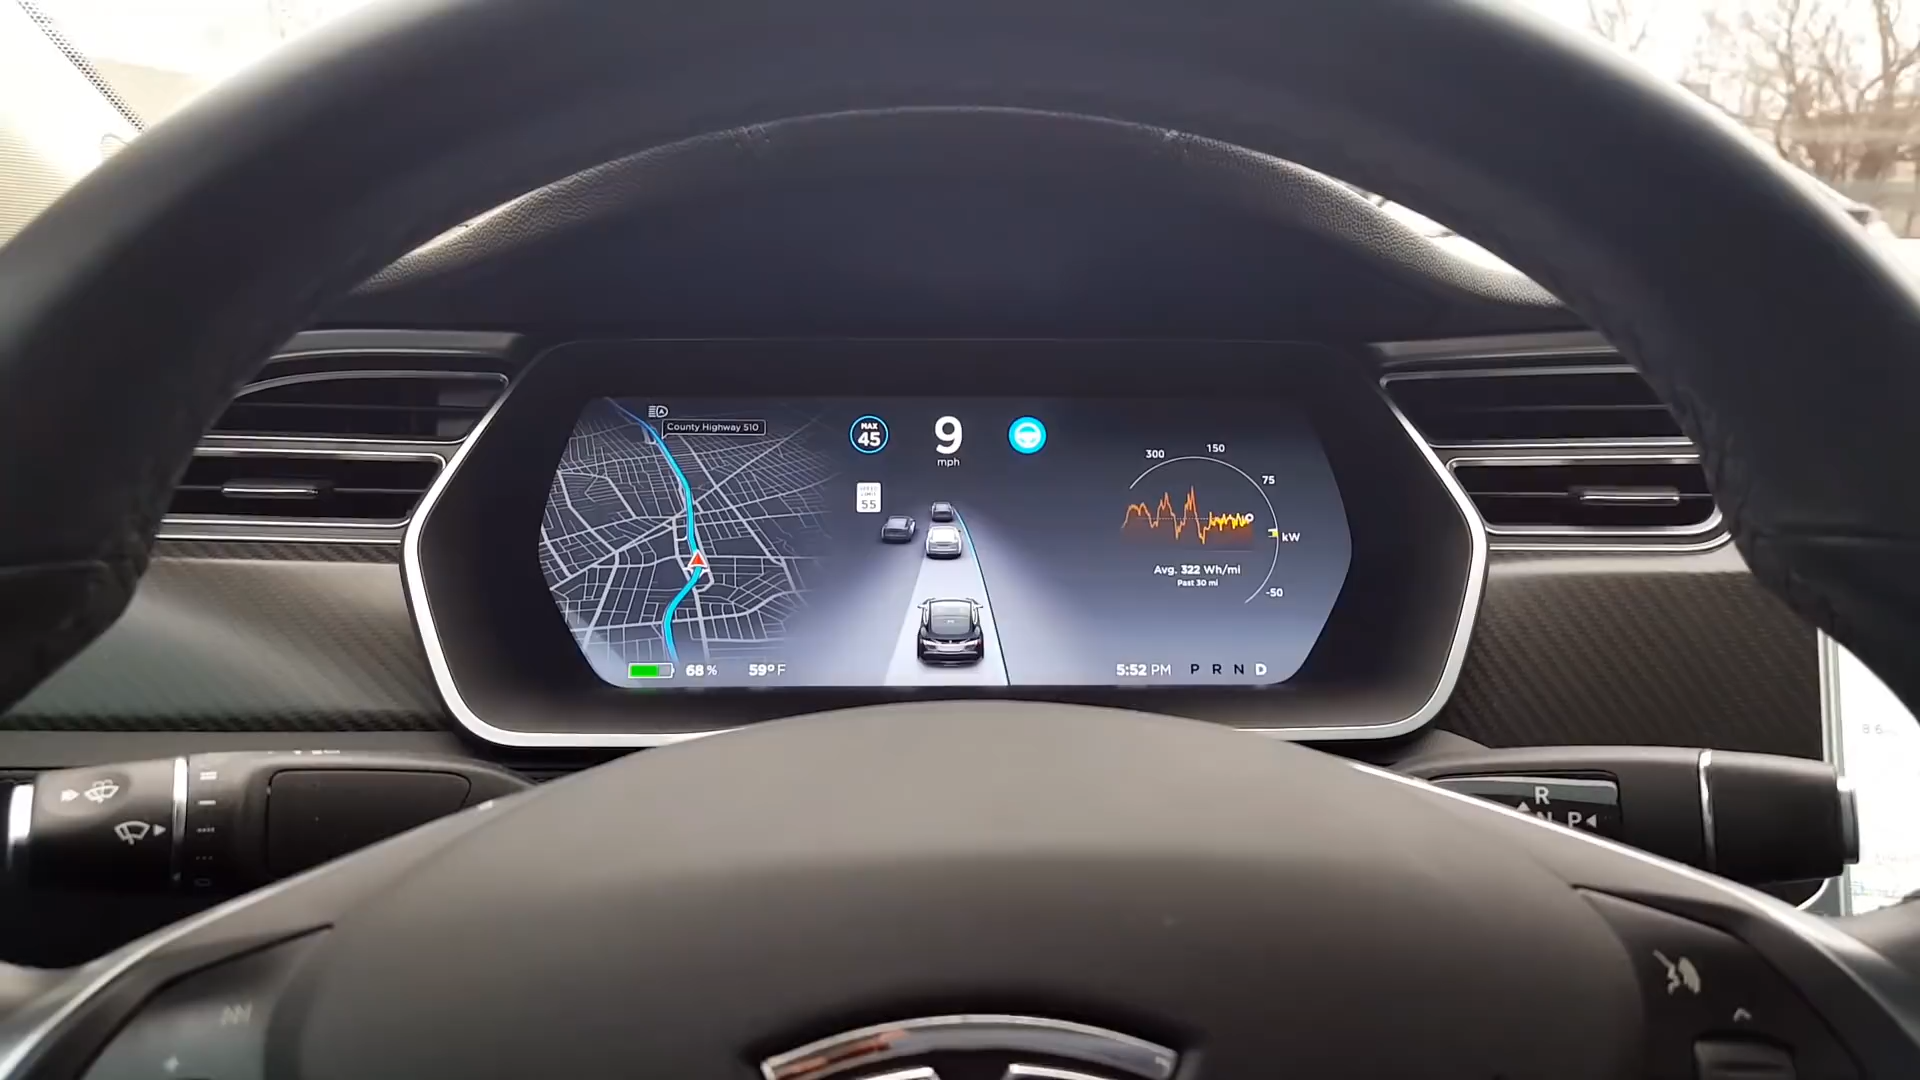 County Highway 510
MAX
45
9
mph
SPEED
LIMIT
55
300
150
75
kW
-50
Avg. 322 Wh/mi
Past 30 mi
68 %
59° F
5:52 PM
P R N D
R
N P